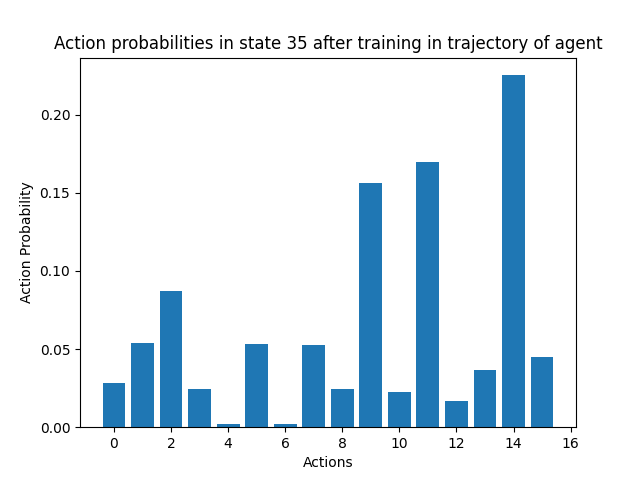 Action probabilities in state 35 after training in trajectory of agent
0.20
0.15
0.10
0.05
0.00
Action Probability
0 2 4 6 8 10 12 14 16
Actions